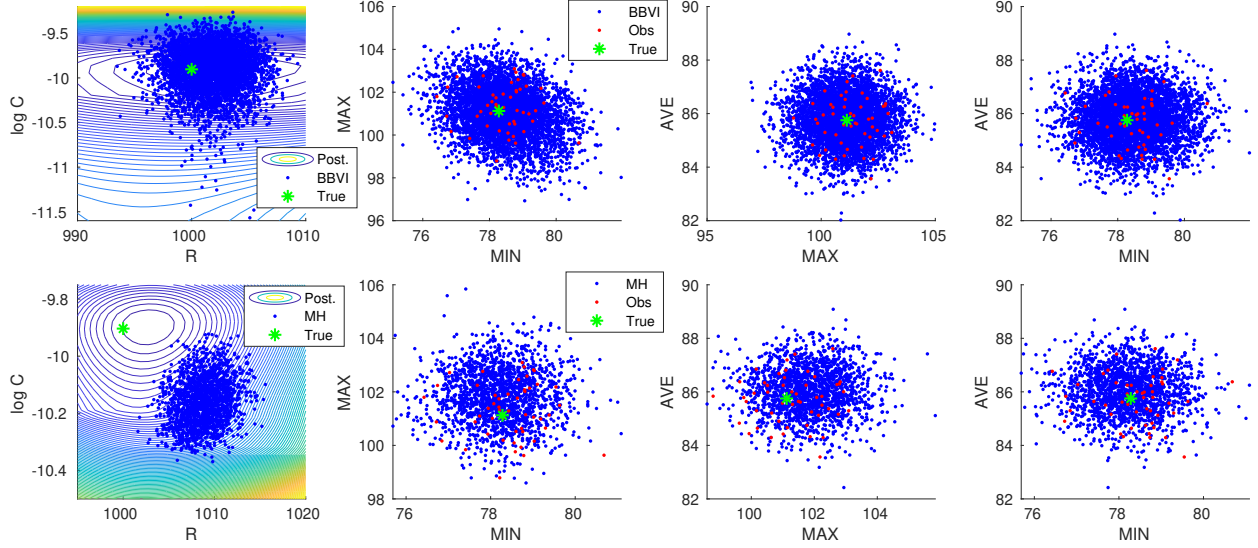 -9.5
-10
-10.5
-11
-11.5
990
1000
1010
log C
R
Post.
BBVI
True
106
104
102
100
98
96
76
78
80
MAX
MIN
BBVI
Obs
True
90
88
86
84
82
95
100
105
AVE
MAX
90
88
86
84
82
76
78
80
AVE
MIN
-9.8
-10
-10.2
-10.4
1000
1010
1020
log C
R
Post.
MH
True
106
104
102
100
98
76
78
80
MAX
MIN
MH
Obs
True
90
88
86
84
82
100
102
104
AVE
MAX
90
88
86
84
82
76
78
80
AVE
MIN